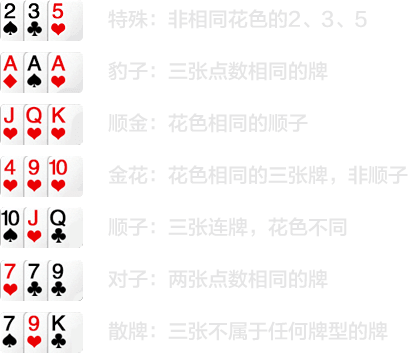 2 3 5 特殊：非相同花色的2、3、5
A A A 豹子：三张点数相同的牌
J Q K 顺金：花色相同的顺子
4 9 10 金花：花色相同的三张牌，非顺子
10 J Q 顺子：三张连牌，花色不同
7 7 9 对子：两张点数相同的牌
7 9 K 散牌：三张不属于任何牌型的牌